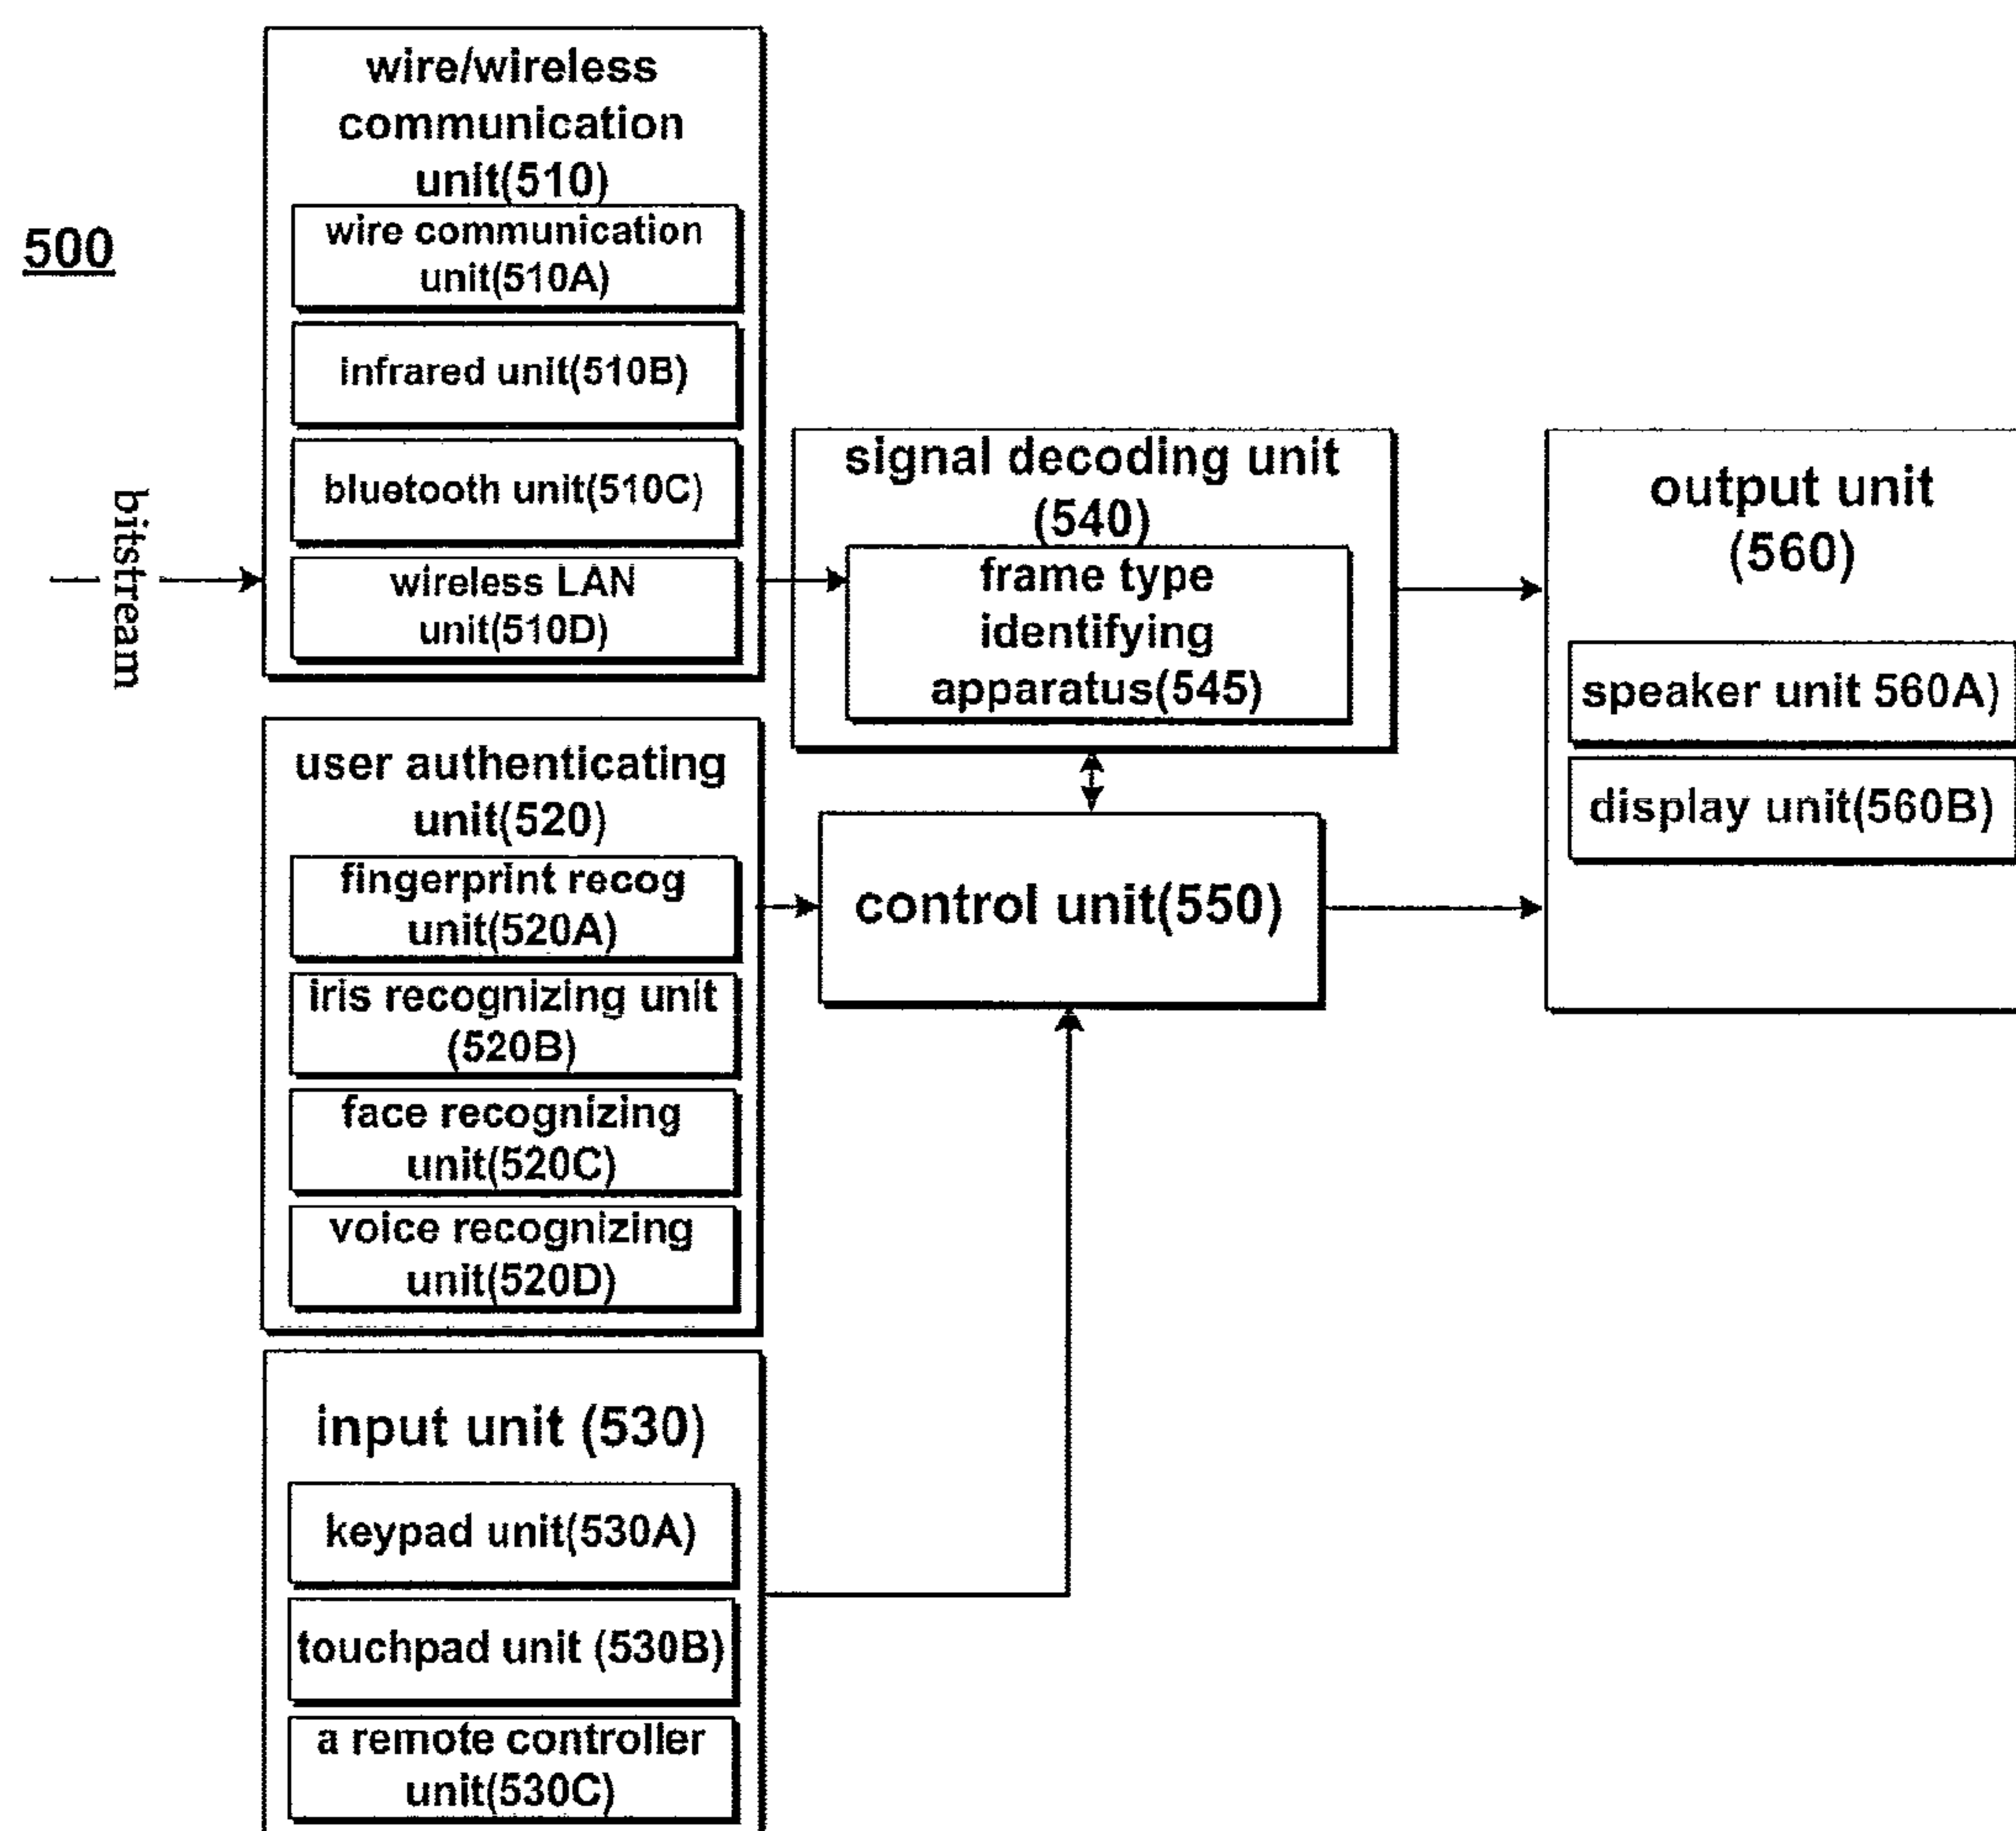 500
bitstream
wire/wireless
communication
unit(510)
wire communication
unit(510A)
infrared unit(510B)
bluetooth unit(510C)
wireless LAN
unit(510D)
user authenticating
unit(520)
fingerprint recog
unit(520A)
iris recognizing unit
(520B)
face recognizing
unit(520C)
voice recognizing
unit(520D)
input unit (530)
keypad unit(530A)
touchpad unit (530B)
a remote controller
unit(530C)
signal decoding unit
(540)
frame type
identifying
apparatus(545)
control unit(550)
output unit
(560)
speaker unit 560A)
display unit(560B)